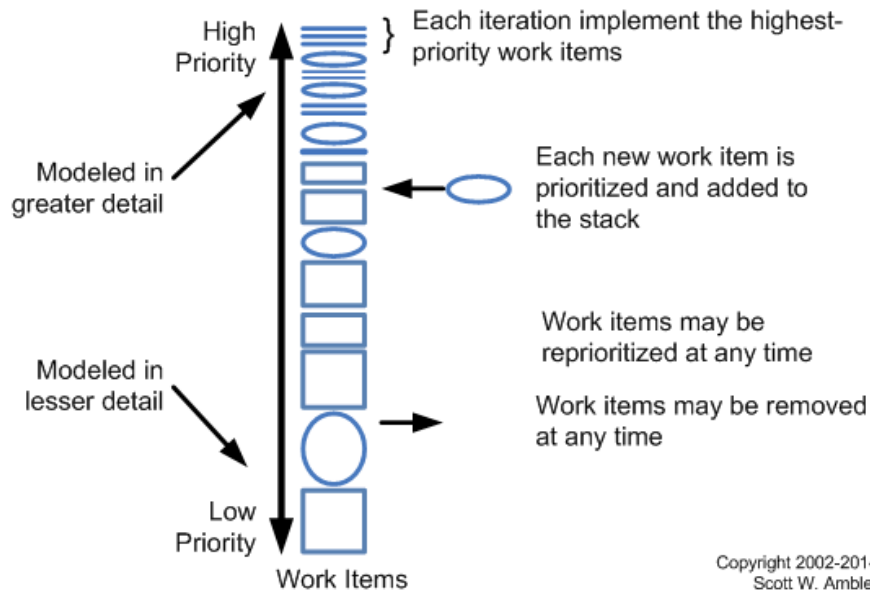 High
Priority
Each iteration implement the highest-
priority work items
Modeled in
greater detail
Each new work item is
prioritized and added to
the stack
Work items may be
reprioritized at any time
Modeled in
lesser detail
Work items may be removed
at any time
Low
Priority
Work Items
Copyright 2002-201
Scott W. Amble